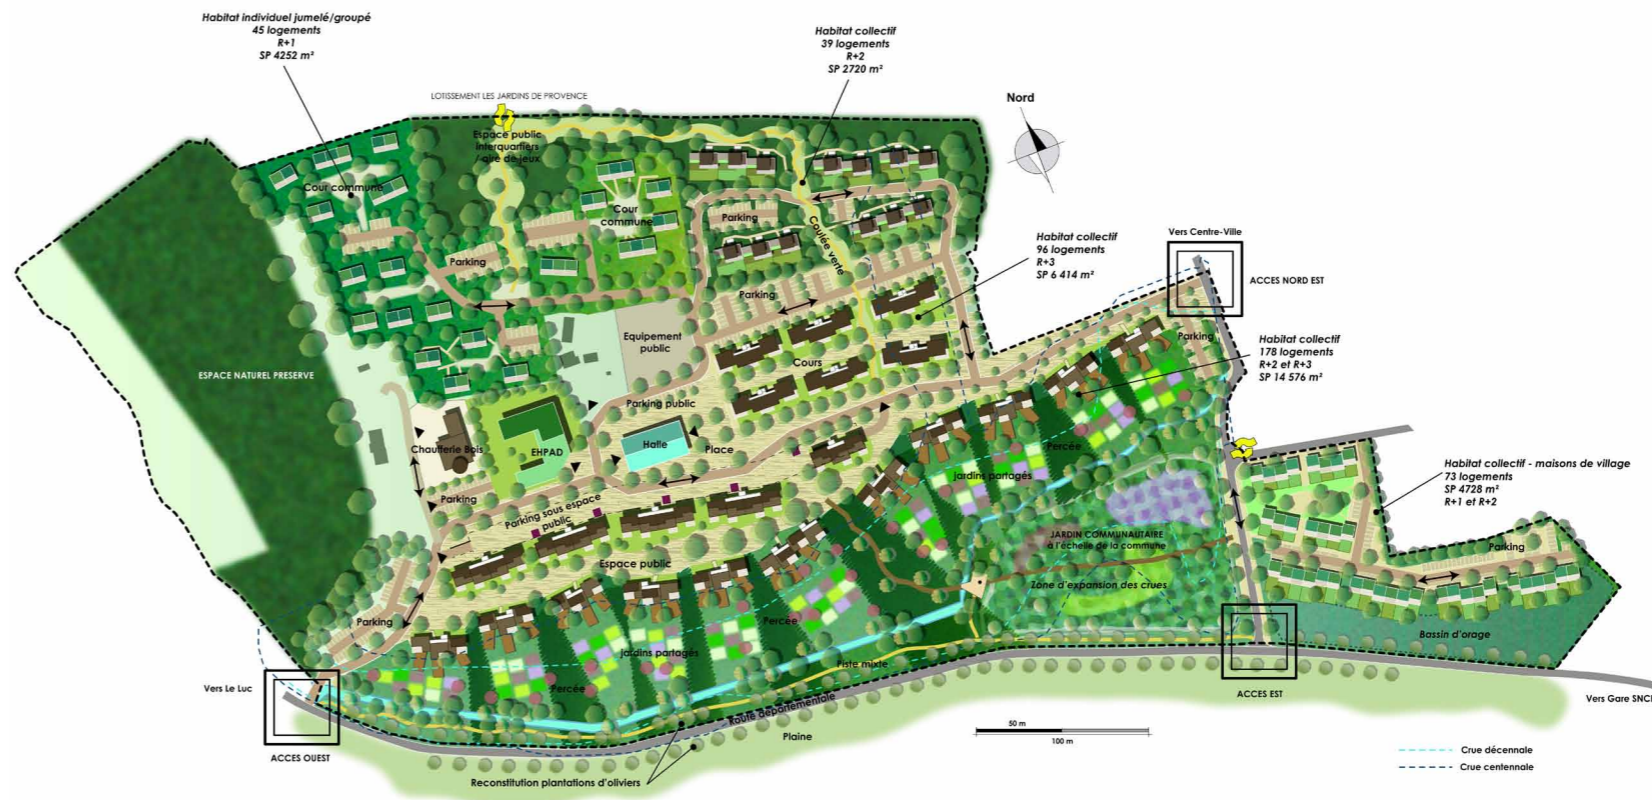 Habitat individuel jumelé/groupé
45 logements
R+1
SP 4252 m²
Habitat collectif
39 logements
R+2
SP 2720 m²
LOTISSEMENT LES JARDINS DE PROVENCE
Nord
Espace public
interquartiers
/ aire de jeux
Cour commune
Cour
commune
Parking
Coulée verte
Habitat collectif
96 logements
R+3
SP 6 414 m²
Vers Centre-Ville
ACCES NORD EST
Parking
Parking
Equipement
public
Parking
Habitat collectif
178 logements
R+2 et R+3
SP 14 576 m²
ESPACE NATUREL PRESERVE
Cours
Parking public
Chaufferie Bois
EHPAD
Halle
Place
Percée
jardins partagés
Habitat collectif - maisons de village
73 logements
SP 4728 m²
R+1 et R+2
Parking
Parking sous espace
public
JARDIN COMMUNAUTAIRE
à l'échelle de la commune
Parking
Espace public
Zone d'expansion des crues
Parking
Percée
Bassin d'orage
jardins partagés
Piste mixte
Vers Le Luc
Percée
ACCES EST
Vers Gare SNC
Route départementale
Plaine
50 m
100 m
ACCES OUEST
Reconstitution plantations d'oliviers
Crue décennale
Crue centennale